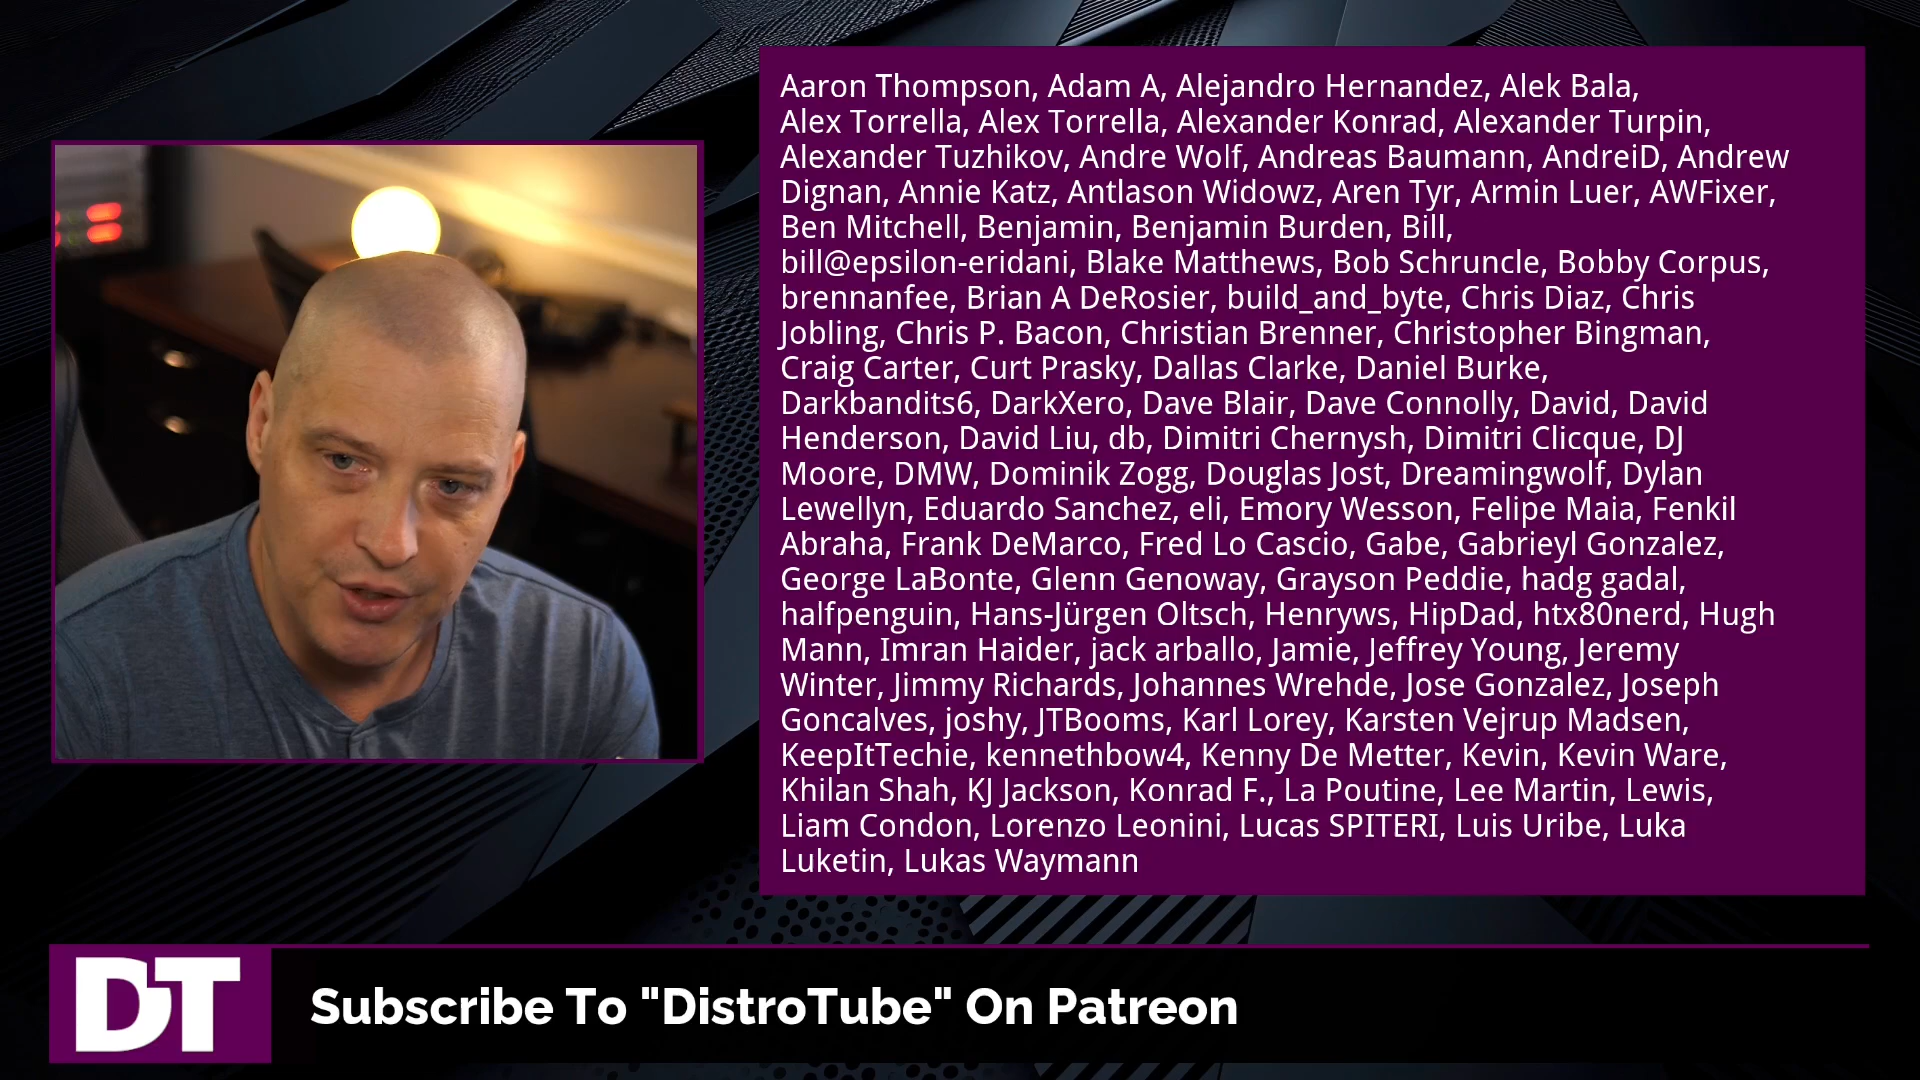 Aaron Thompson, Adam A, Alejandro Hernandez, Alek Bala,
Alex Torrella, Alex Torrella, Alexander Konrad, Alexander Turpin,
Alexander Tuzhikov, Andre Wolf, Andreas Baumann, AndreiD, Andrew
Dignan, Annie Katz, Antlason Widowz, Aren Tyr, Armin Luer, AWFixer,
Ben Mitchell, Benjamin, Benjamin Burden, Bill,
bill@epsilon-eridani, Blake Matthews, Bob Schruncle, Bobby Corpus,
brennanfee, Brian A DeRosier, build_and_byte, Chris Diaz, Chris
Jobling, Chris P. Bacon, Christian Brenner, Christopher Bingman,
Craig Carter, Curt Prasky, Dallas Clarke, Daniel Burke,
Darkbandits6, DarkXero, Dave Blair, Dave Connolly, David, David
Henderson, David Liu, db, Dimitri Chernysh, Dimitri Clicque, DJ
Moore, DMW, Dominik Zogg, Douglas Jost, Dreamingwolf, Dylan
Lewellyn, Eduardo Sanchez, eli, Emory Wesson, Felipe Maia, Fenkil
Abraha, Frank DeMarco, Fred Lo Cascio, Gabe, Gabrieyl Gonzalez,
George LaBonte, Glenn Genoway, Grayson Peddie, hadg gadal,
halfpenguin, Hans-Jürgen Oltsch, Henryws, HipDad, htx80nerd, Hugh
Mann, Imran Haider, jack arballo, Jamie, Jeffrey Young, Jeremy
Winter, Jimmy Richards, Johannes Wrehde, Jose Gonzalez, Joseph
Goncalves, joshy, JTBooms, Karl Lorey, Karsten Vejrup Madsen,
KeepItTechie, kennethbow4, Kenny De Metter, Kevin, Kevin Ware,
Khilan Shah, KJ Jackson, Konrad F., La Poutine, Lee Martin, Lewis,
Liam Condon, Lorenzo Leonini, Lucas SPITERI, Luis Uribe, Luka
Luketin, Lukas Waymann
DT
Subscribe To "DistroTube" On Patreon